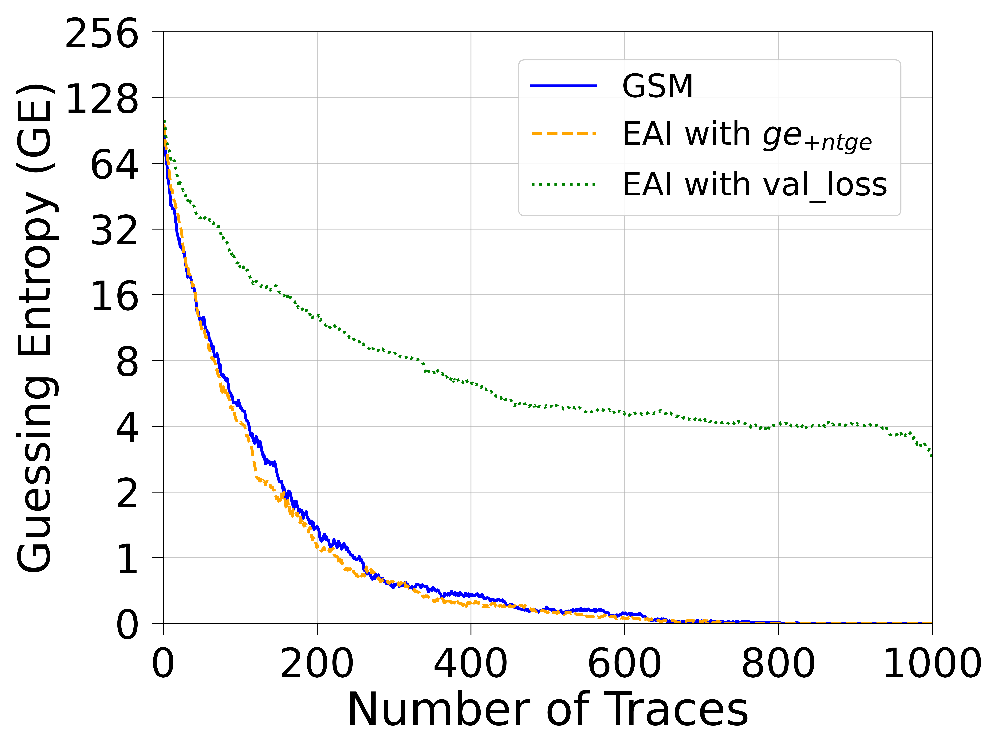 Guessing Entropy (GE)
256
128
64
32
16
8
4
2
1
0
GSM
EAI with ge+ntge
EAI with val_loss
0 200 400 600 800 1000
Number of Traces